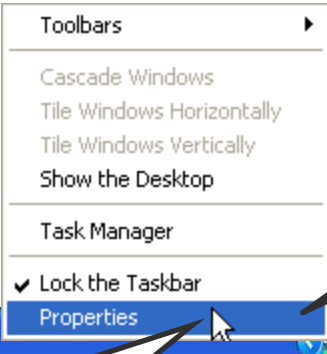 Toolbars
Cascade Windows
Tile Windows Horizontally
Tile Windows Vertically
Show the Desktop
Task Manager
Lock the Taskbar
Properties